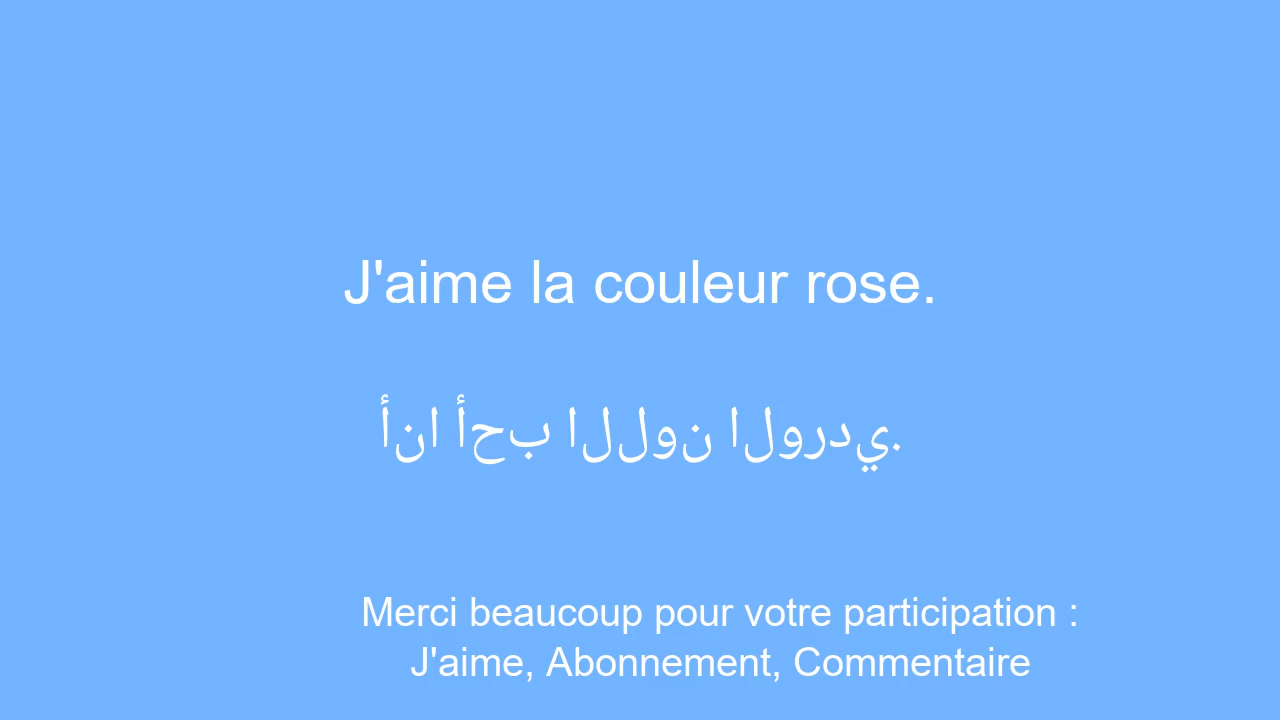 J'aime la couleur rose.
أنا أحب اللون الوردي.
Merci beaucoup pour votre participation :
J'aime, Abonnement, Commentaire